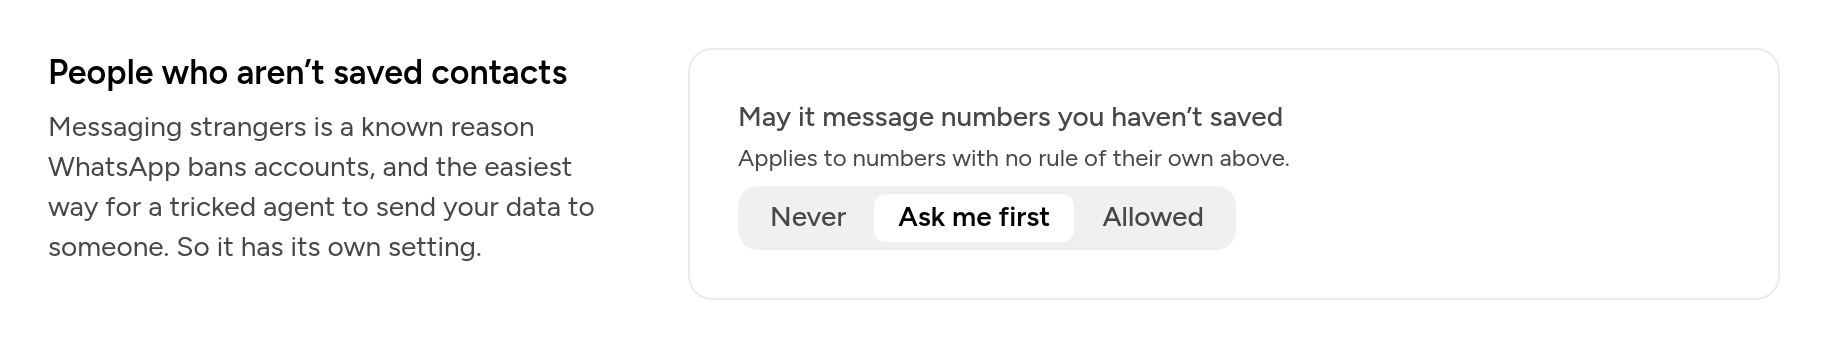 People who aren’t saved contacts
Messaging strangers is a known reason
WhatsApp bans accounts, and the easiest
way for a tricked agent to send your data to
someone. So it has its own setting.
May it message numbers you haven’t saved
Applies to numbers with no rule of their own above.
Never
Ask me first
Allowed